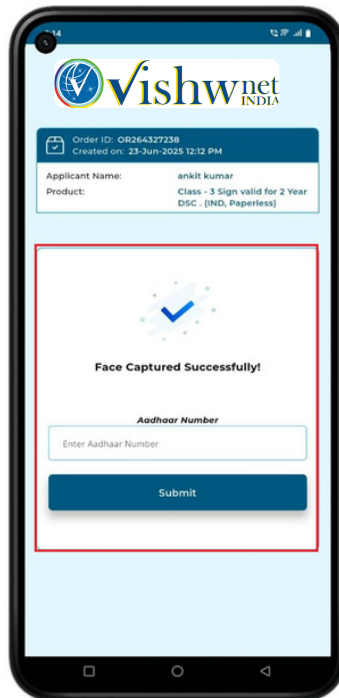 :14
Vishwnet
INDIA
Order ID: OR264327238
Created on: 23-Jun-2025 12:12 PM
Applicant Name: ankit kumar
Product: Class - 3 Sign valid for 2 Year
DSC . (IND, Paperless)
Face Captured Successfully!
Aadhaar Number
Enter Aadhaar Number
Submit